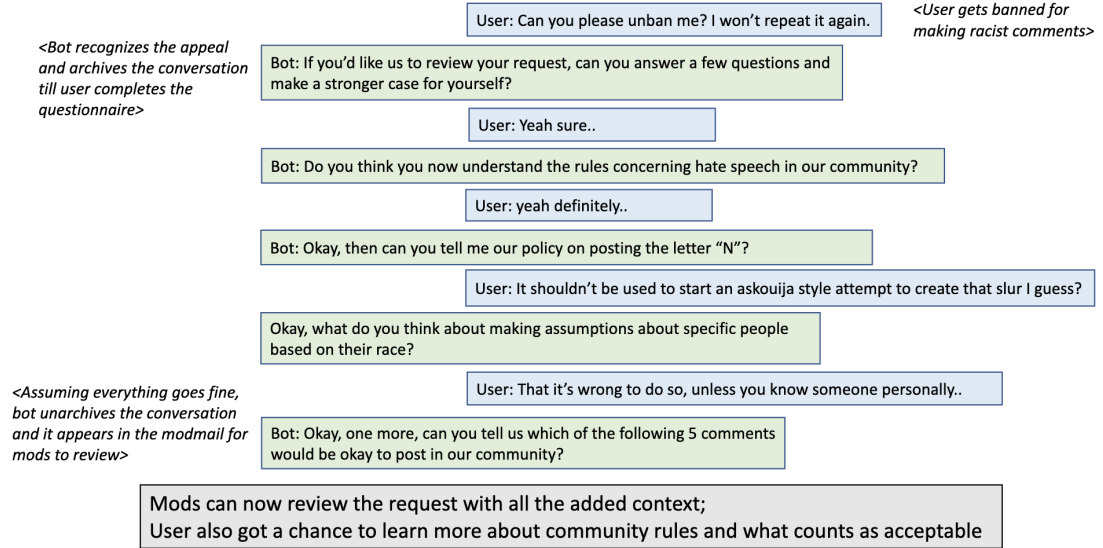 User: Can you please unban me? I won’t repeat it again.
<User gets banned for
making racist comments>
<Bot recognizes the appeal
and archives the conversation
till user completes the
questionnaire>
Bot: If you’d like us to review your request, can you answer a few questions and
make a stronger case for yourself?
User: Yeah sure..
Bot: Do you think you now understand the rules concerning hate speech in our community?
User: yeah definitely..
Bot: Okay, then can you tell me our policy on posting the letter “N”?
User: It shouldn’t be used to start an askouija style attempt to create that slur I guess?
Okay, what do you think about making assumptions about specific people
based on their race?
User: That it’s wrong to do so, unless you know someone personally..
<Assuming everything goes fine,
bot unarchives the conversation
and it appears in the modmail for
mods to review>
Bot: Okay, one more, can you tell us which of the following 5 comments
would be okay to post in our community?
Mods can now review the request with all the added context;
User also got a chance to learn more about community rules and what counts as acceptable